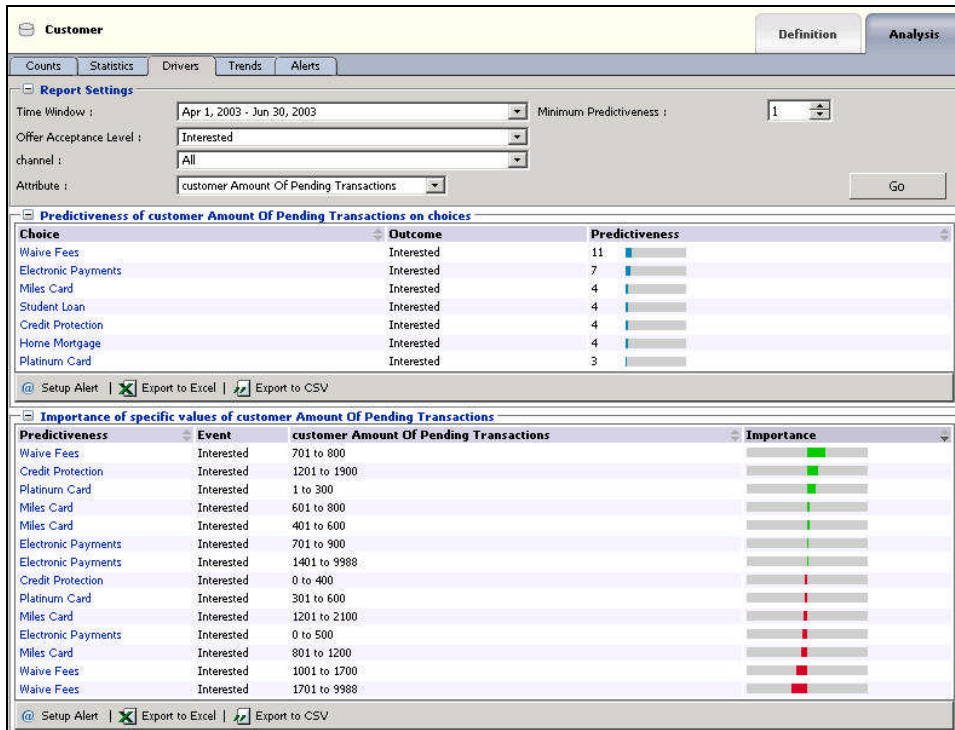 Customer
Definition Analysis
Counts Statistics Drivers Trends Alerts
Report Settings
Time Window : Apr 1, 2003 - Jun 30, 2003 Minimum Predictiveness : 1
Offer Acceptance Level : Interested
channel : All
Attribute : customer Amount Of Pending Transactions Go
Predictiveness of customer Amount Of Pending Transactions on choices
Choice Outcome Predictiveness
Waive Fees Interested 11
Electronic Payments Interested 7
Miles Card Interested 4
Student Loan Interested 4
Credit Protection Interested 4
Home Mortgage Interested 4
Platinum Card Interested 3
@ Setup Alert | Export to Excel | Export to CSV
Importance of specific values of customer Amount Of Pending Transactions
Predictiveness Event customer Amount Of Pending Transactions Importance
Waive Fees Interested 701 to 800
Credit Protection Interested 1201 to 1900
Platinum Card Interested 1 to 300
Miles Card Interested 601 to 800
Miles Card Interested 401 to 600
Electronic Payments Interested 701 to 900
Electronic Payments Interested 1401 to 9988
Credit Protection Interested 0 to 400
Platinum Card Interested 301 to 600
Miles Card Interested 1201 to 2100
Electronic Payments Interested 0 to 500
Miles Card Interested 801 to 1200
Waive Fees Interested 1001 to 1700
Waive Fees Interested 1701 to 9988
@ Setup Alert | Export to Excel | Export to CSV